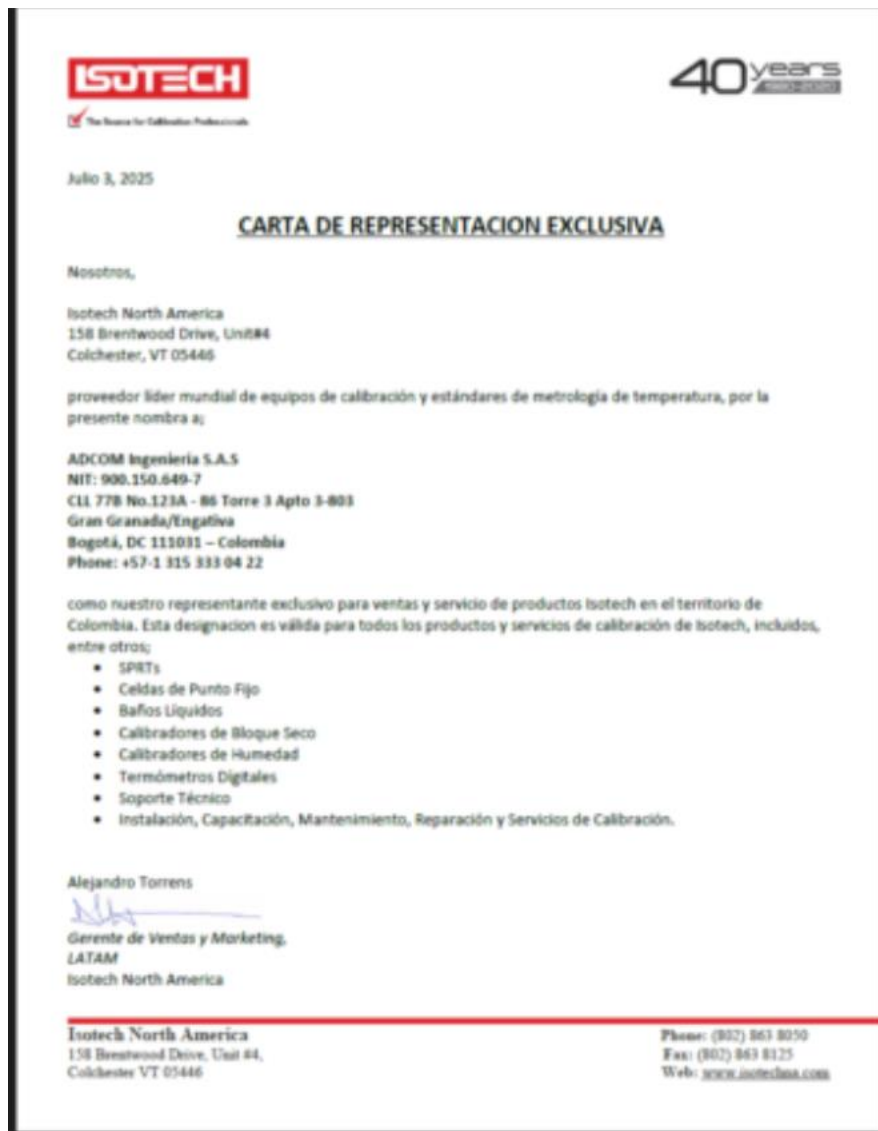 ISOTECH
40 years
1980-2020
The Source for Calibration Professionals
Julio 3, 2025
CARTA DE REPRESENTACION EXCLUSIVA
Nosotros,
Isotech North America
158 Brentwood Drive, Unit#4
Colchester, VT 05446
proveedor líder mundial de equipos de calibración y estándares de metrología de temperatura, por la
presente nombra a;
ADCOM Ingenieria S.A.S
NIT: 900.150.649-7
CLL 77B No.123A - 86 Torre 3 Apto 3-803
Gran Granada/Engativa
Bogotá, DC 111031 – Colombia
Phone: +57-1 315 333 04 22
como nuestro representante exclusivo para ventas y servicio de productos Isotech en el territorio de
Colombia. Esta designacion es válida para todos los productos y servicios de calibración de Isotech, incluidos,
entre otros;
• SPRTs
• Celdas de Punto Fijo
• Baños Líquidos
• Calibradores de Bloque Seco
• Calibradores de Humedad
• Termómetros Digitales
• Soporte Técnico
• Instalación, Capacitación, Mantenimiento, Reparación y Servicios de Calibración.
Alejandro Torrens
Gerente de Ventas y Marketing,
LATAM
Isotech North America
Isotech North America
158 Brentwood Drive, Unit #4,
Colchester VT 05446
Phone: (802) 863 8050
Fax: (802) 863 8125
Web: www.isotechna.com